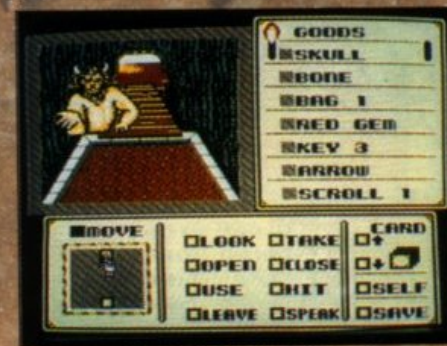 GOODS
SKULL
BONE
BAG 1
RED GEM
KEY 3
ARROW
SCROLL 1
MOVE
LOOK TAKE
OPEN CLOSE
USE HIT
LEAVE SPEAK
CARD
SELF
SAVE